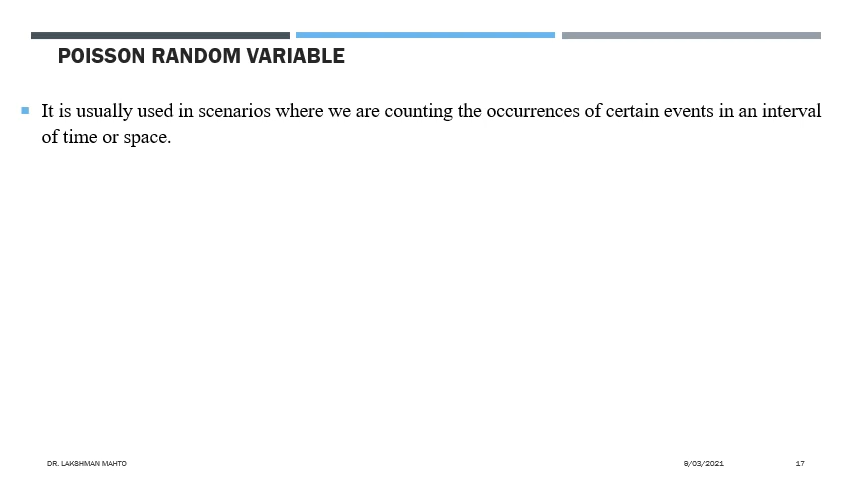 POISSON RANDOM VARIABLE
It is usually used in scenarios where we are counting the occurrences of certain events in an interval
of time or space.
DR. LAKSHMAN MAHTO
9/03/2021
17